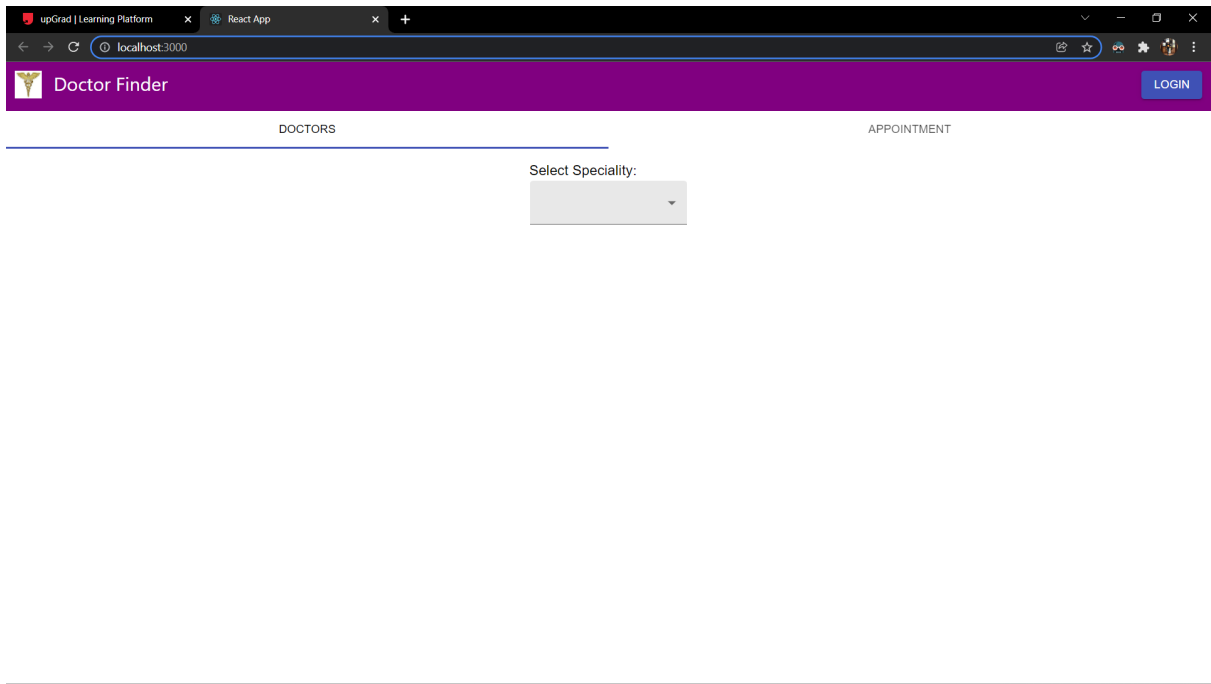 upGrad | Learning Platform
React App
localhost:3000
Doctor Finder
LOGIN
DOCTORS
APPOINTMENT
Select Speciality: